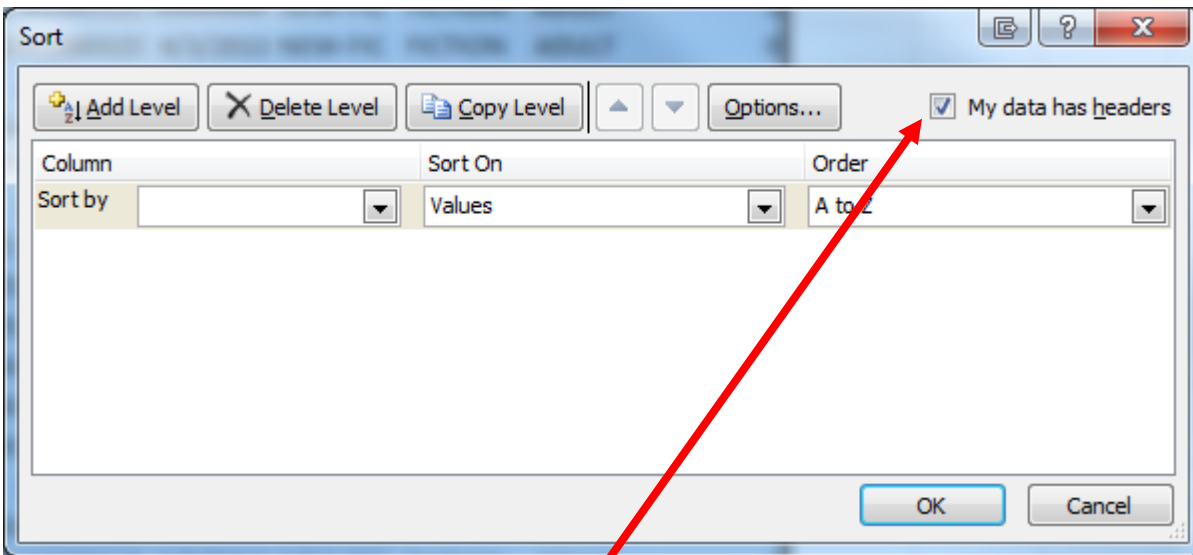 Sort
Add Level Delete Level Copy Level Options... My data has headers
Column Sort On Order
Sort by Values A to Z
OK Cancel